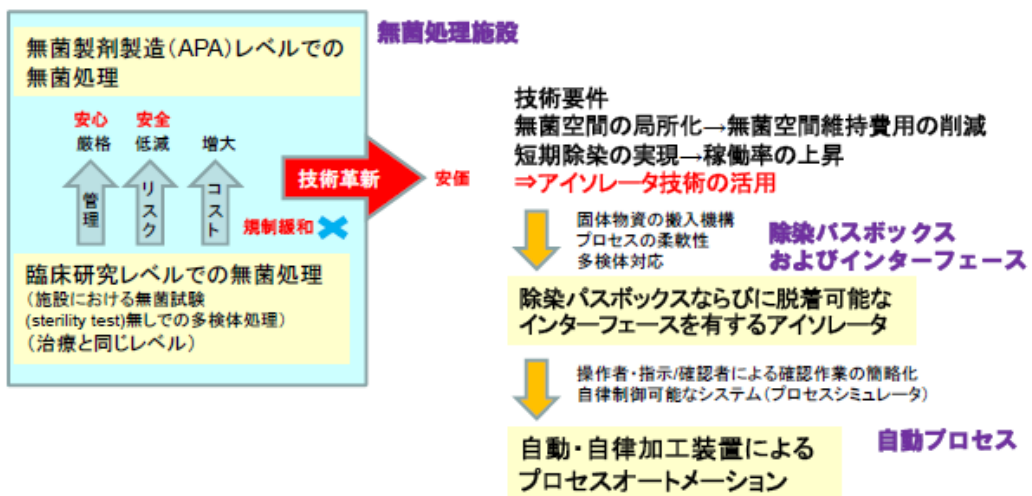 無菌処理施設
無菌製剤製造(APA)レベルでの
無菌処理
安心 安全
厳格 低減 増大
管理 リスク コスト
技術革新
安価
規制緩和
臨床研究レベルでの無菌処理
(施設における無菌試験
(sterility test)無しでの多検体処理)
(治療と同じレベル)
技術要件
無菌空間の局所化→無菌空間維持費用の削減
短期除染の実現→稼働率の上昇
⇒アイソレータ技術の活用
固体物資の搬入機構
プロセスの柔軟性
多検体対応
除染パスボックス
およびインターフェース
除染パスボックスならびに脱着可能な
インターフェースを有するアイソレータ
操作者・指示/確認者による確認作業の簡略化
自律制御可能なシステム(プロセスシミュレータ)
自動・自律加工装置による
プロセスオートメーション
自動プロセス